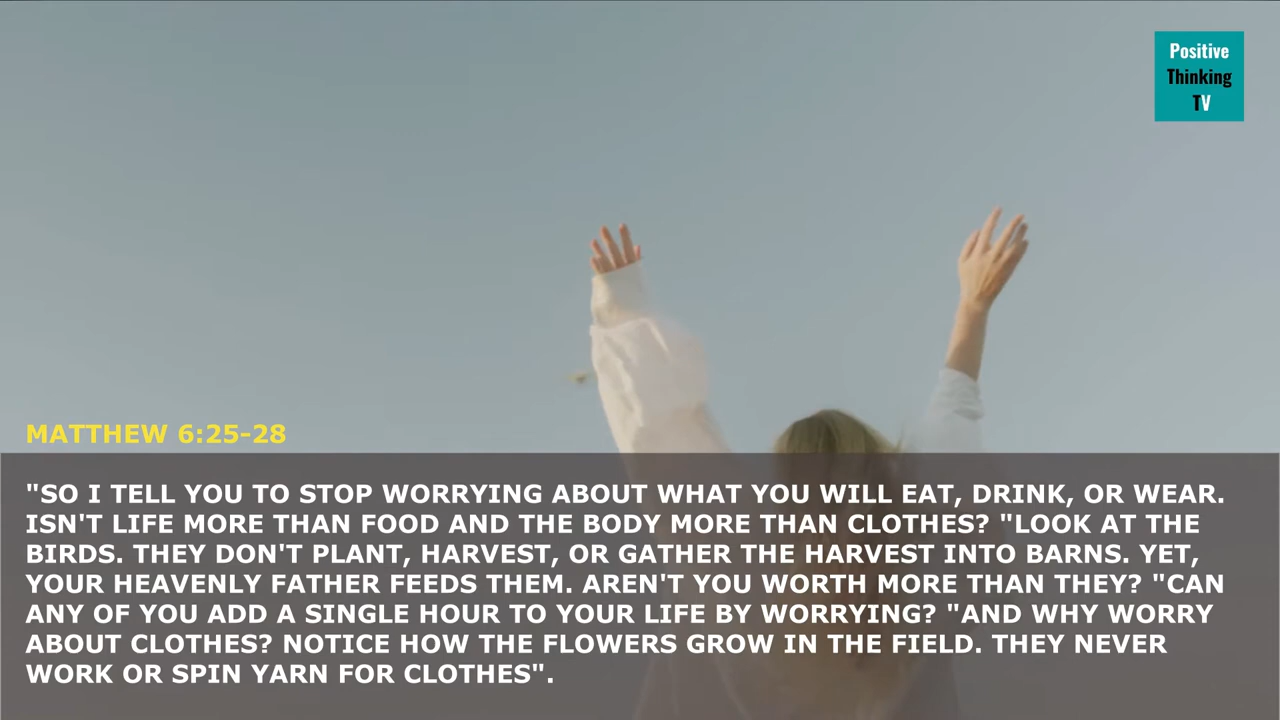 Positive
Thinking
TV
MATTHEW 6:25-28
"SO I TELL YOU TO STOP WORRYING ABOUT WHAT YOU WILL EAT, DRINK, OR WEAR.
ISN'T LIFE MORE THAN FOOD AND THE BODY MORE THAN CLOTHES? "LOOK AT THE
BIRDS. THEY DON'T PLANT, HARVEST, OR GATHER THE HARVEST INTO BARNS. YET,
YOUR HEAVENLY FATHER FEEDS THEM. AREN'T YOU WORTH MORE THAN THEY? "CAN
ANY OF YOU ADD A SINGLE HOUR TO YOUR LIFE BY WORRYING? "AND WHY WORRY
ABOUT CLOTHES? NOTICE HOW THE FLOWERS GROW IN THE FIELD. THEY NEVER
WORK OR SPIN YARN FOR CLOTHES".